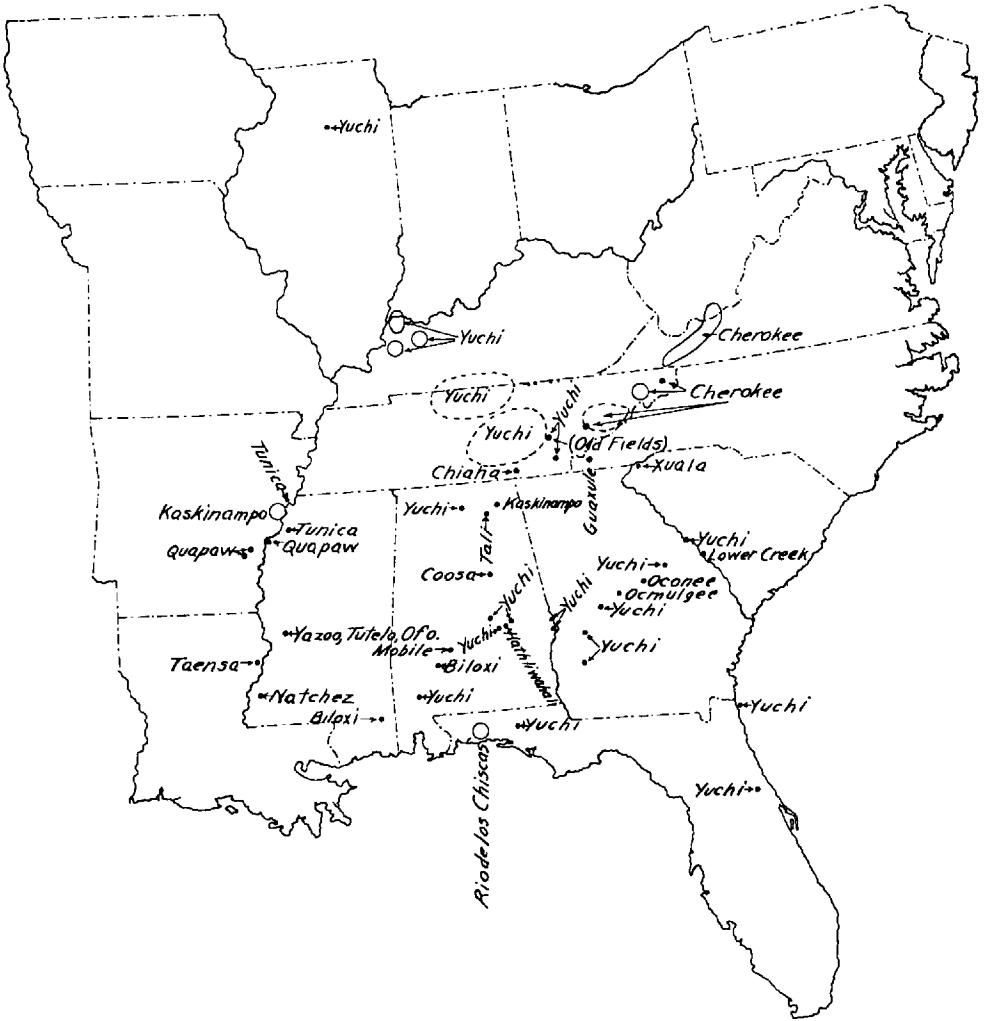 Yuchi
Yuchi
Cherokee
Yuchi
Yuchi
Cherokee
Yuchi
(Old Fields)
Chiaha
Xuala
Tunica
Guaxule
Kaskinampo
Yuchi
Kaskinampo
Tunica
Tali
Quapaw
Quapaw
Yuchi
Lower Creek
Coosa
Yuchi
Oconee
Ocmulgee
Yuchi
Yuchi
Yuchi
Yazoo, Tutelo, Ofo.
Mobile
Yuchi
Hathliwahali
Yuchi
Taensa
Biloxi
Natchez
Yuchi
Biloxi
Yuchi
Yuchi
Rio de los Chiscas
Yuchi